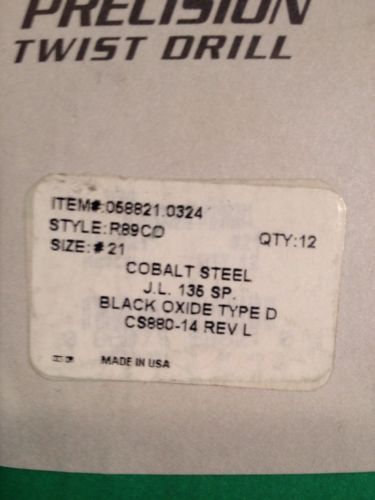 PRECISION
TWIST DRILL
ITEM#:058821.0324
STYLE:R89CO
QTY:12
SIZE:#21
COBALT STEEL
J.L. 135 SP.
BLACK OXIDE TYPE D
CS880-14 REV L
MADE IN USA